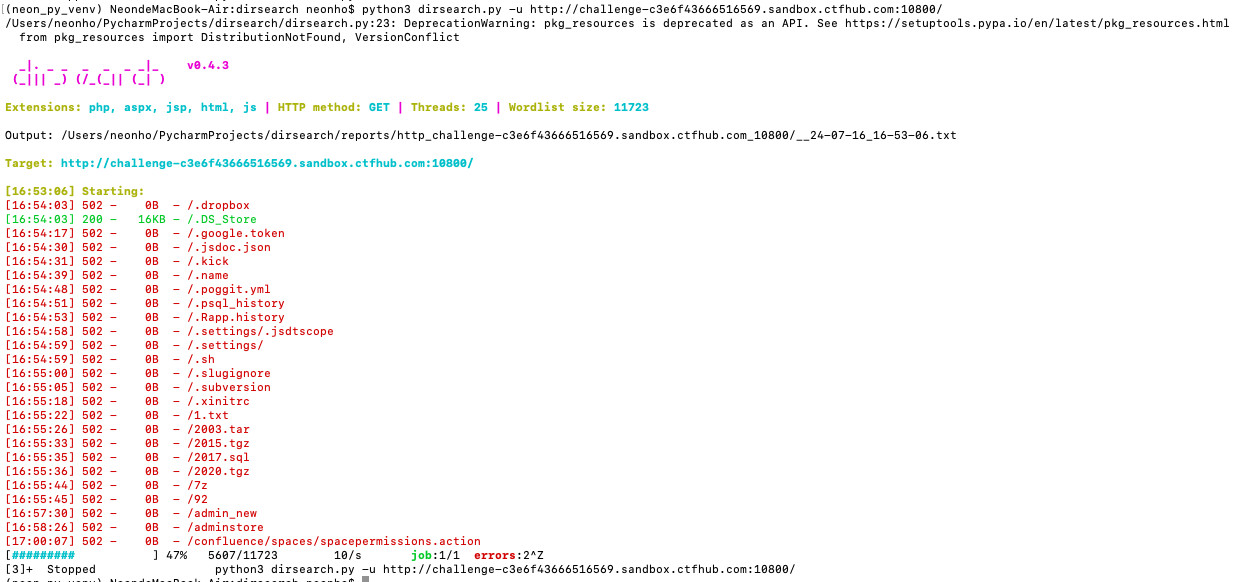 (neon_py_venv) NeondeMacBook-Air:dirsearch neonho$ python3 dirsearch.py -u http://challenge-c3e6f43666516569.sandbox.ctfhub.com:10800/
/Users/neonho/PycharmProjects/dirsearch/dirsearch.py:23: DeprecationWarning: pkg_resources is deprecated as an API. See https://setuptools.pypa.io/en/latest/pkg_resources.html
  from pkg_resources import DistributionNotFound, VersionConflict
  _|. _ _  _  _  _ _|_    v0.4.3
 (_||| _) (/_(_|| (_| )
Extensions: php, aspx, jsp, html, js | HTTP method: GET | Threads: 25 | Wordlist size: 11723
Output: /Users/neonho/PycharmProjects/dirsearch/reports/http_challenge-c3e6f43666516569.sandbox.ctfhub.com_10800/__24-07-16_16-53-06.txt
Target: http://challenge-c3e6f43666516569.sandbox.ctfhub.com:10800/
[16:53:06] Starting:
[16:54:03] 502 -    0B  - /.dropbox
[16:54:03] 200 -   16KB - /.DS_Store
[16:54:17] 502 -    0B  - /.google.token
[16:54:30] 502 -    0B  - /.jsdoc.json
[16:54:31] 502 -    0B  - /.kick
[16:54:39] 502 -    0B  - /.name
[16:54:48] 502 -    0B  - /.poggit.yml
[16:54:51] 502 -    0B  - /.psql_history
[16:54:53] 502 -    0B  - /.Rapp.history
[16:54:58] 502 -    0B  - /.settings/.jsdtscope
[16:54:59] 502 -    0B  - /.settings/
[16:54:59] 502 -    0B  - /.sh
[16:55:00] 502 -    0B  - /.slugignore
[16:55:05] 502 -    0B  - /.subversion
[16:55:18] 502 -    0B  - /.xinitrc
[16:55:22] 502 -    0B  - /1.txt
[16:55:26] 502 -    0B  - /2003.tar
[16:55:33] 502 -    0B  - /2015.tgz
[16:55:35] 502 -    0B  - /2017.sql
[16:55:36] 502 -    0B  - /2020.tgz
[16:55:44] 502 -    0B  - /7z
[16:55:45] 502 -    0B  - /92
[16:57:30] 502 -    0B  - /admin_new
[16:58:26] 502 -    0B  - /adminstore
[17:00:07] 502 -    0B  - /confluence/spaces/spacepermissions.action
[#########           ] 47%   5607/11723        10/s       job:1/1  errors:2^Z
[3]+  Stopped                 python3 dirsearch.py -u http://challenge-c3e6f43666516569.sandbox.ctfhub.com:10800/
(neon_py_venv) NeondeMacBook-Air:dirsearch neonho$